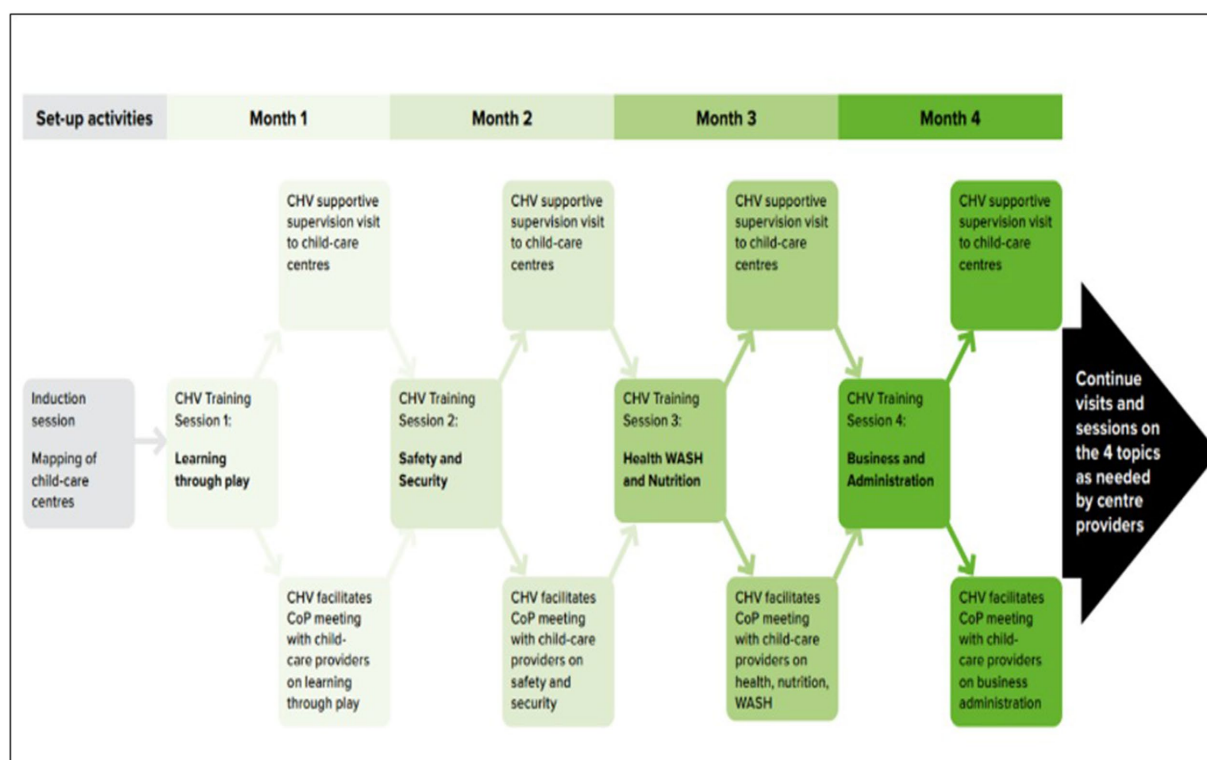 Set-up activities
Month 1
Month 2
Month 3
Month 4
CHV supportive
supervision visit
to child-care
centres
CHV supportive
supervision visit
to child-care
centres
CHV supportive
supervision visit
to child-care
centres
CHV supportive
supervision visit
to child-care
centres
Induction
session
Mapping of
child-care
centres
CHV Training
Session 1:
Learning
through play
CHV Training
Session 2:
Safety and
Security
CHV Training
Session 3:
Health WASH
and Nutrition
CHV Training
Session 4:
Business and
Administration
Continue
visits and
sessions on
the 4 topics
as needed
by centre
providers
CHV facilitates
CoP meeting
with child-
care providers
on learning
through play
CHV facilitates
CoP meeting
with child-care
providers on
safety and
security
CHV facilitates
CoP meeting
with child-care
providers on
health, nutrition,
WASH
CHV facilitates
CoP meeting
with child-
care providers
on business
administration